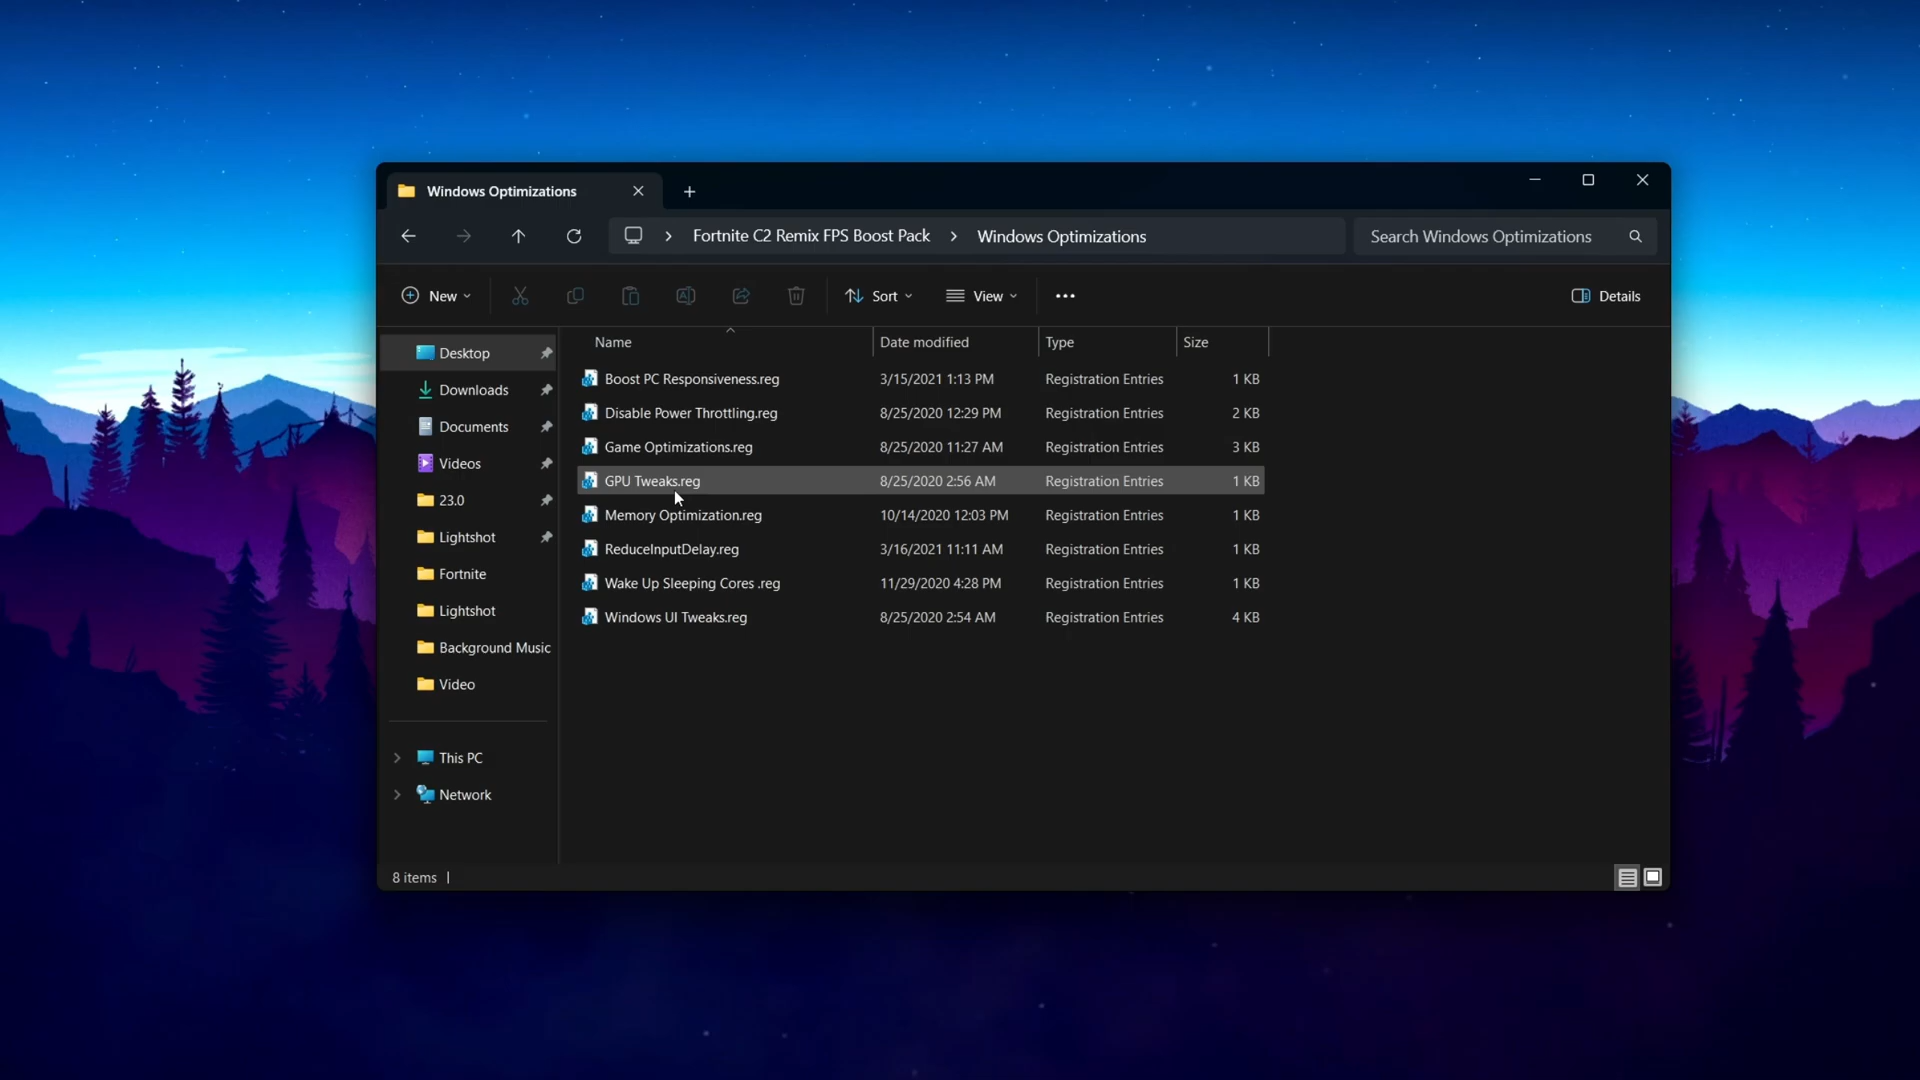 Windows Optimizations
Fortnite C2 Remix FPS Boost Pack > Windows Optimizations
Search Windows Optimizations
New
Sort
View
Details
Name Date modified Type Size
Desktop
Downloads
Documents
Videos
23.0
Lightshot
Fortnite
Lightshot
Background Music
Video
This PC
Network
Boost PC Responsiveness.reg 3/15/2021 1:13 PM Registration Entries 1 KB
Disable Power Throttling.reg 8/25/2020 12:29 PM Registration Entries 2 KB
Game Optimizations.reg 8/25/2020 11:27 AM Registration Entries 3 KB
GPU Tweaks.reg 8/25/2020 2:56 AM Registration Entries 1 KB
Memory Optimization.reg 10/14/2020 12:03 PM Registration Entries 1 KB
ReduceInputDelay.reg 3/16/2021 11:11 AM Registration Entries 1 KB
Wake Up Sleeping Cores .reg 11/29/2020 4:28 PM Registration Entries 1 KB
Windows UI Tweaks.reg 8/25/2020 2:54 AM Registration Entries 4 KB
8 items